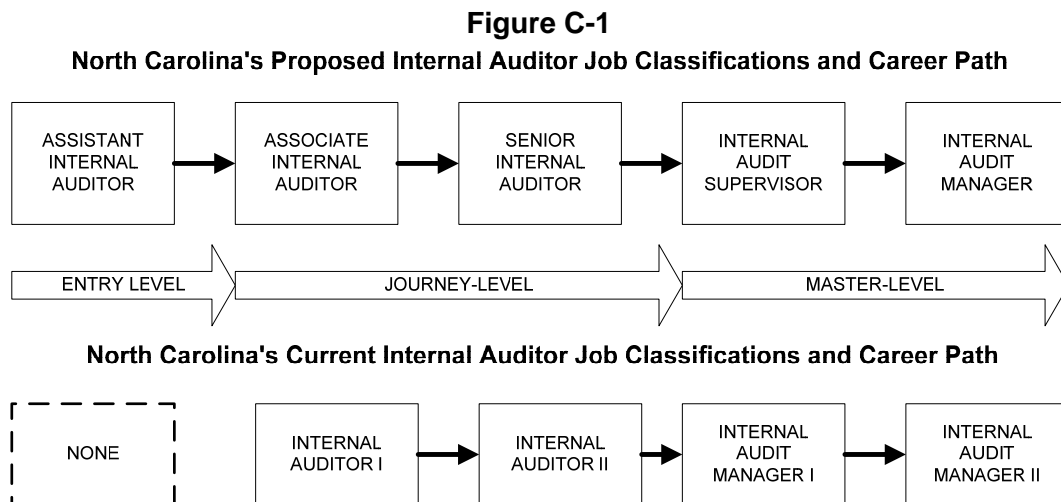 Figure C-1
North Carolina's Proposed Internal Auditor Job Classifications and Career Path
ASSISTANT
INTERNAL
AUDITOR
ASSOCIATE
INTERNAL
AUDITOR
SENIOR
INTERNAL
AUDITOR
INTERNAL
AUDIT
SUPERVISOR
INTERNAL
AUDIT
MANAGER
ENTRY LEVEL
JOURNEY-LEVEL
MASTER-LEVEL
North Carolina's Current Internal Auditor Job Classifications and Career Path
NONE
INTERNAL
AUDITOR I
INTERNAL
AUDITOR II
INTERNAL
AUDIT
MANAGER I
INTERNAL
AUDIT
MANAGER II